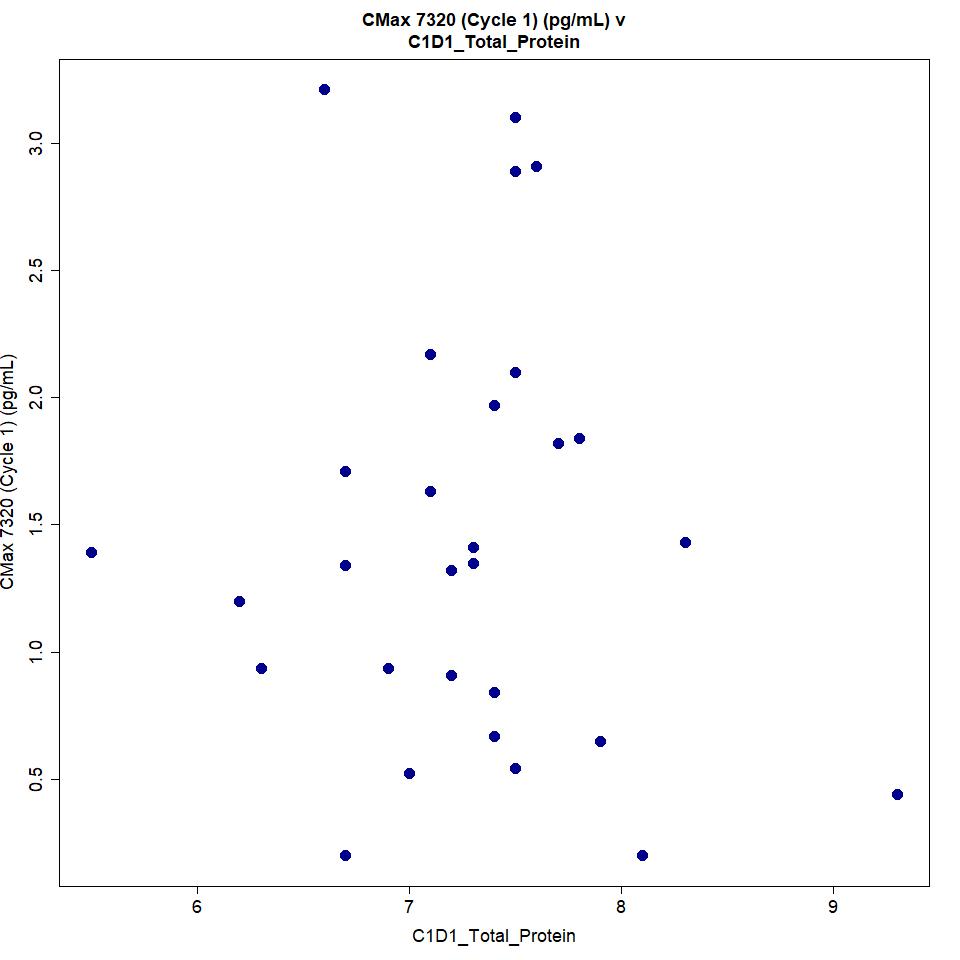 CMax 7320 (Cycle 1) (pg/mL) v
C1D1_Total_Protein
CMax 7320 (Cycle 1) (pg/mL)
3.0
2.5
2.0
1.5
1.0
0.5
6 7 8 9
C1D1_Total_Protein